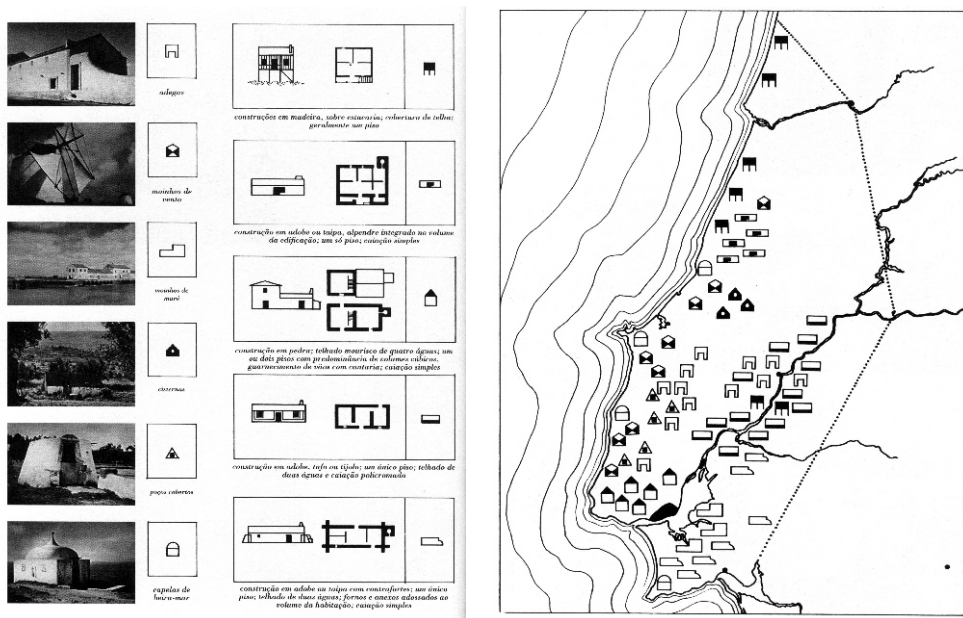 adegas
moinhos de
vento
moinhos de
maré
cisternas
poços cobertos
capelas de
beira-mar
construções em madeira, sobre estacaria; cobertura de telha;
geralmente um piso
construção em adobe ou taipa, alpendre integrado no volume
da edificação; um só piso; caiação simples
construção em pedra; telhado mourisco de quatro águas; um
ou dois pisos com predominância de volumes cúbicos,
guarnecimento de vãos com cantaria; caiação simples
construção em adobe, tufo ou tijolo; um único piso; telhado de
duas águas e caiação policromada
construção em adobe ou taipa com contrafortes; um único
piso; telhado de duas águas; fornos e anexos adossados ao
volume da habitação; caiação simples